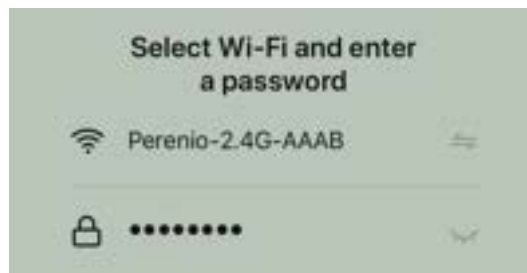 Select Wi-Fi and enter
a password
Perenio-2.4G-AAAB
••••••••